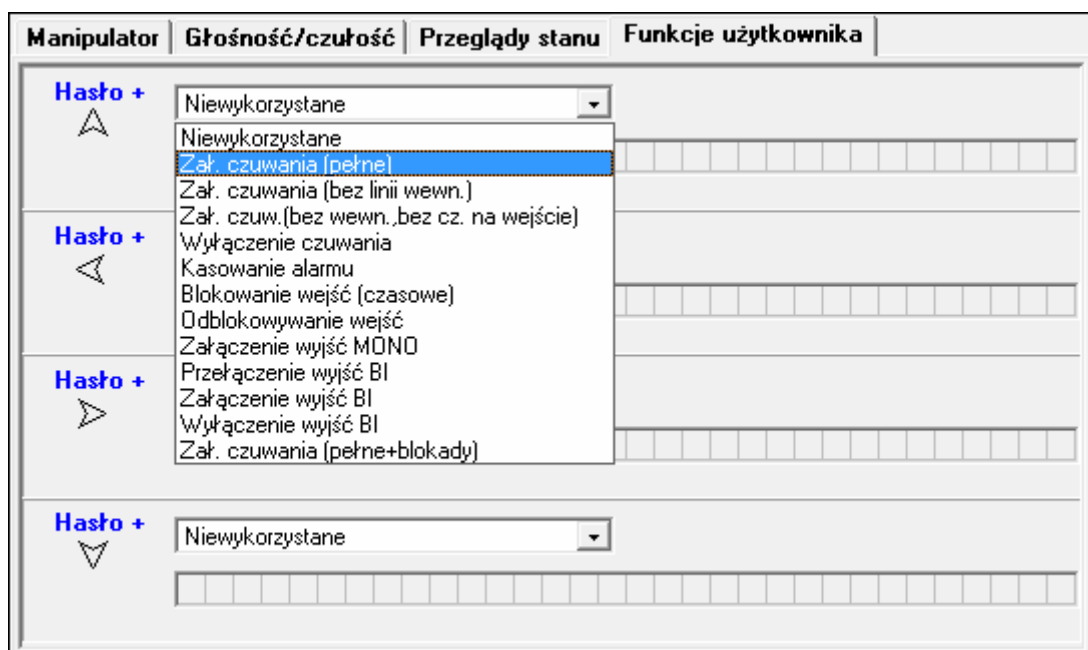 Manipulator Głośność/czułość Przeglądy stanu Funkcje użytkownika
Hasło +
Niewykorzystane
Niewykorzystane
Zał. czuwania (pełne)
Zał. czuwania (bez linii wewn.)
Zał. czuw.(bez wewn.,bez cz. na wejście)
Hasło +
Wyłączenie czuwania
Kasowanie alarmu
Blokowanie wejść (czasowe)
Odblokowywanie wejść
Załączenie wyjść MONO
Przełączenie wyjść BI
Hasło +
Załączenie wyjść BI
Wyłączenie wyjść BI
Zał. czuwania (pełne+blokady)
Hasło +
Niewykorzystane